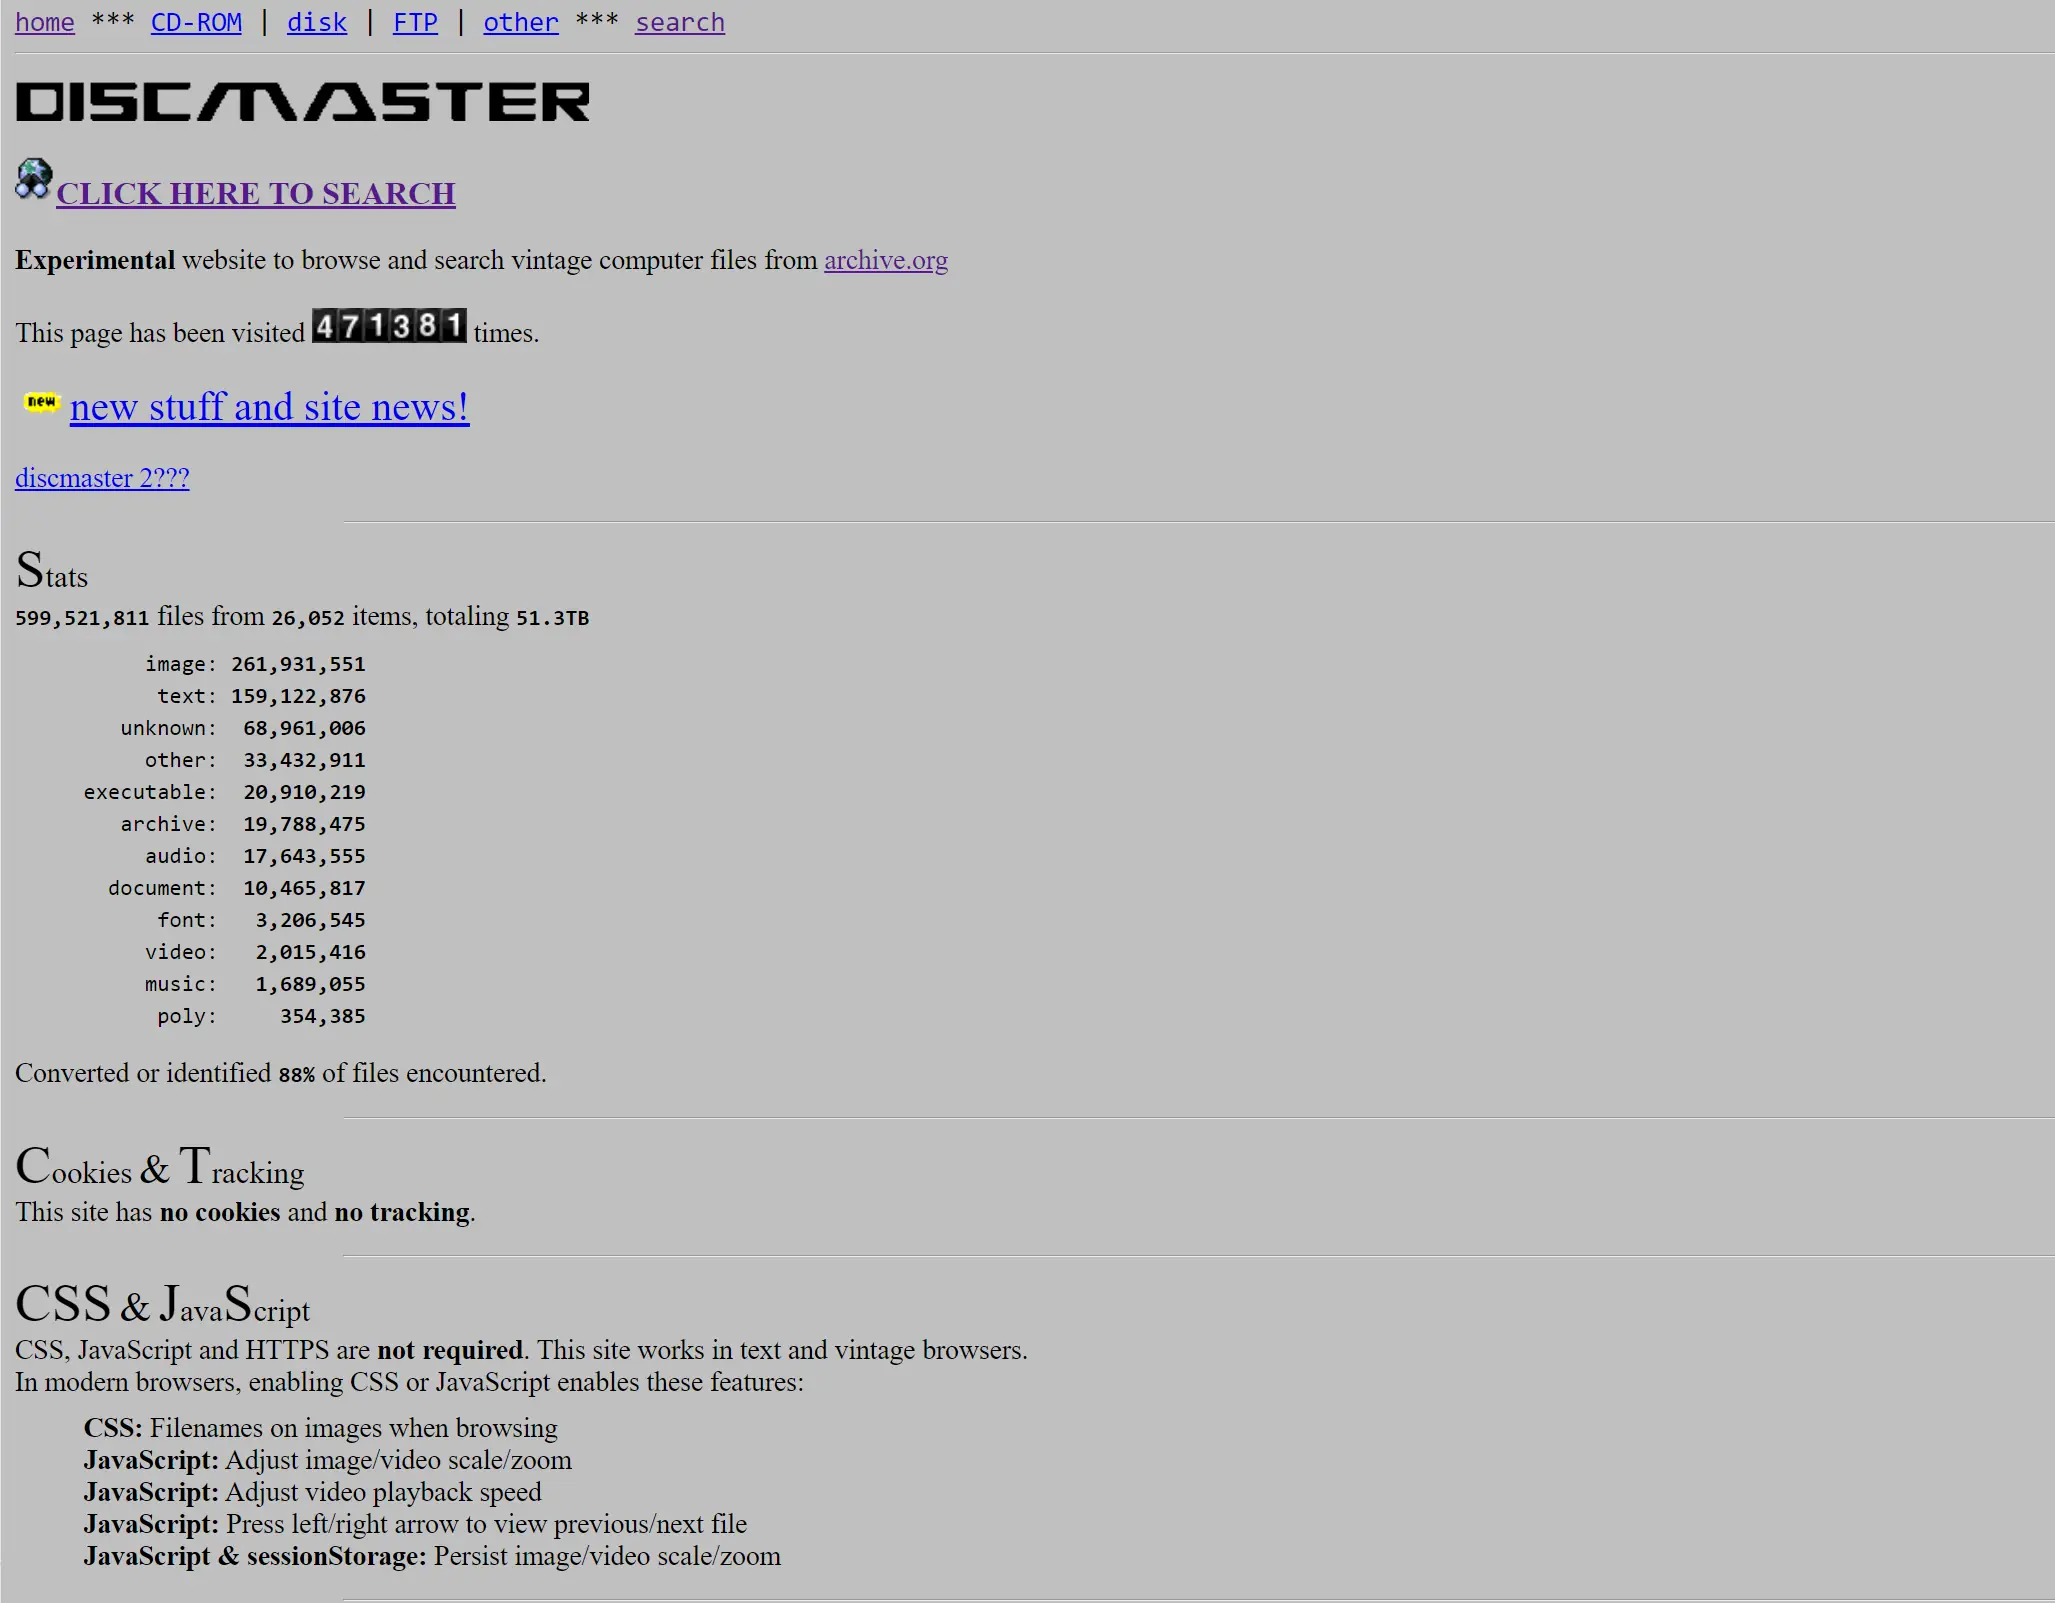 home *** CD-ROM | disk | FTP | other *** search
DISCMASTER
CLICK HERE TO SEARCH
Experimental website to browse and search vintage computer files from archive.org
This page has been visited 471381 times.
new new stuff and site news!
discmaster 2???
Stats
599,521,811 files from 26,052 items, totaling 51.3TB
image: 261,931,551
text: 159,122,876
unknown: 68,961,006
other: 33,432,911
executable: 20,910,219
archive: 19,788,475
audio: 17,643,555
document: 10,465,817
font: 3,206,545
video: 2,015,416
music: 1,689,055
poly: 354,385
Converted or identified 88% of files encountered.
Cookies & Tracking
This site has no cookies and no tracking.
CSS & JavaScript
CSS, JavaScript and HTTPS are not required. This site works in text and vintage browsers.
In modern browsers, enabling CSS or JavaScript enables these features:
CSS: Filenames on images when browsing
JavaScript: Adjust image/video scale/zoom
JavaScript: Adjust video playback speed
JavaScript: Press left/right arrow to view previous/next file
JavaScript & sessionStorage: Persist image/video scale/zoom